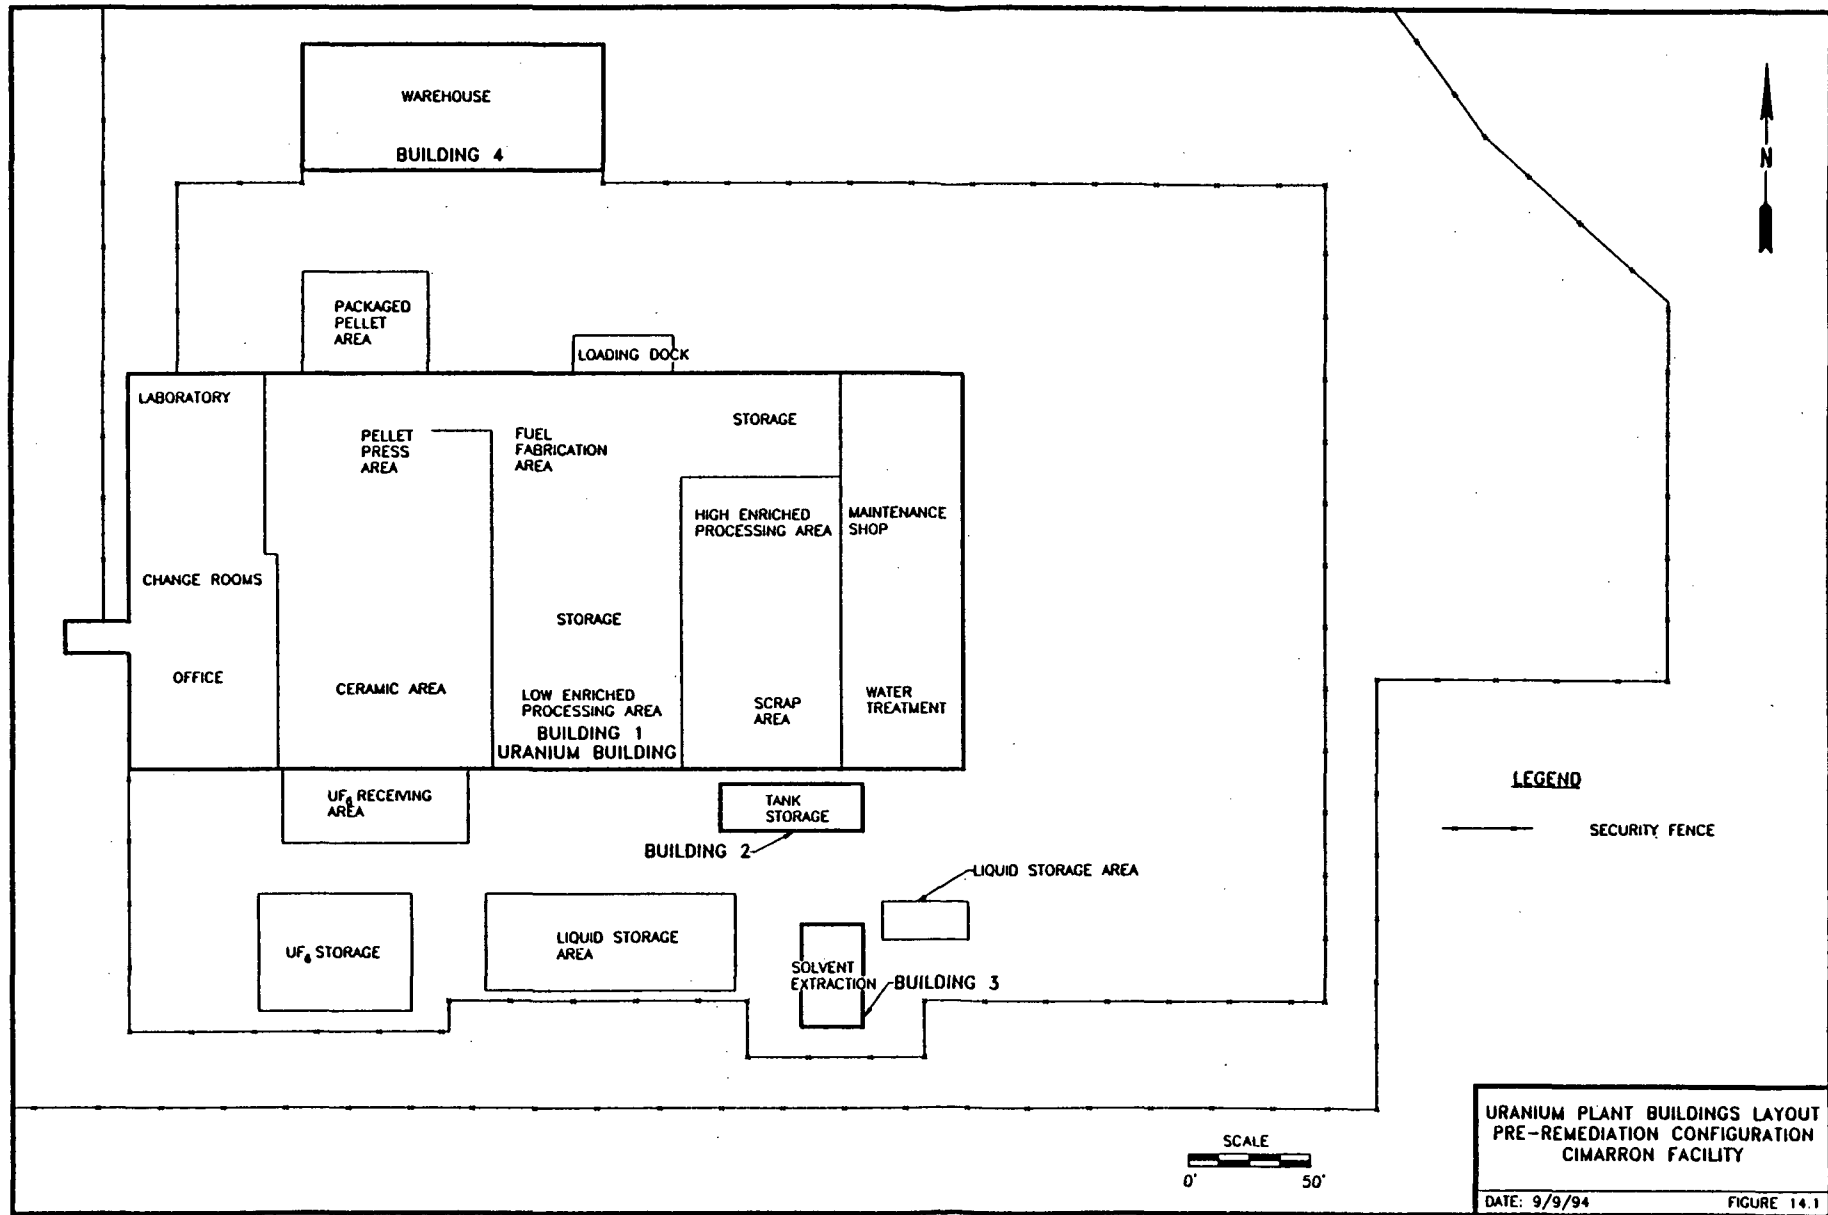 WAREHOUSE
BUILDING 4
N
PACKAGED
PELLET
AREA
LOADING DOCK
LABORATORY
STORAGE
PELLET
PRESS
AREA
FUEL
FABRICATION
AREA
HIGH ENRICHED
PROCESSING AREA
MAINTENANCE
SHOP
CHANGE ROOMS
STORAGE
OFFICE
CERAMIC AREA
LOW ENRICHED
PROCESSING AREA
BUILDING 1
URANIUM BUILDING
SCRAP
AREA
WATER
TREATMENT
UF6 RECEIVING
AREA
TANK
STORAGE
BUILDING 2
LEGEND
SECURITY FENCE
LIQUID STORAGE AREA
UF6 STORAGE
LIQUID STORAGE
AREA
SOLVENT
EXTRACTION
BUILDING 3
SCALE
0' 50'
URANIUM PLANT BUILDINGS LAYOUT
PRE-REMEDIATION CONFIGURATION
CIMARRON FACILITY
DATE: 9/9/94 FIGURE 14.1